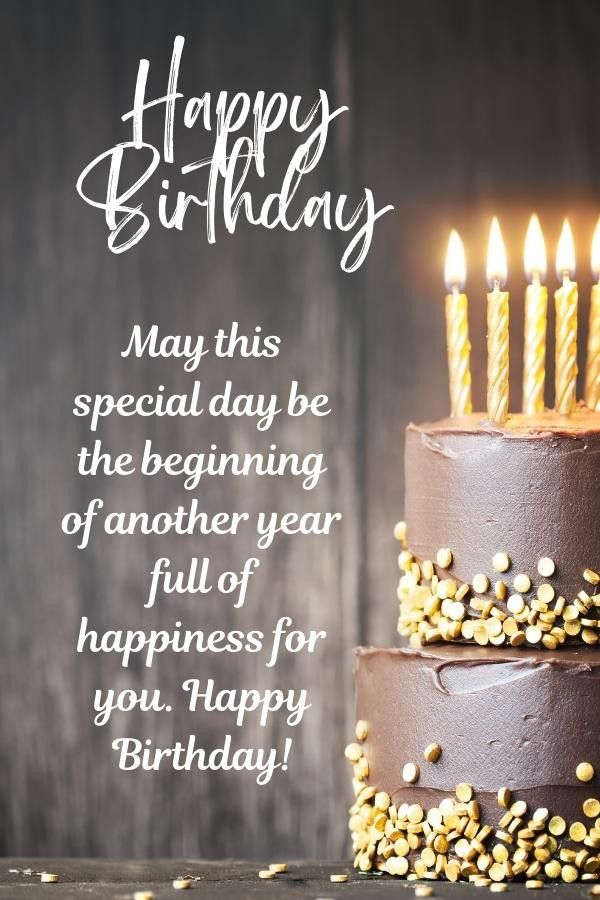 Happy
Birthday
May this
special day be
the beginning
of another year
full of
happiness for
you. Happy
Birthday!